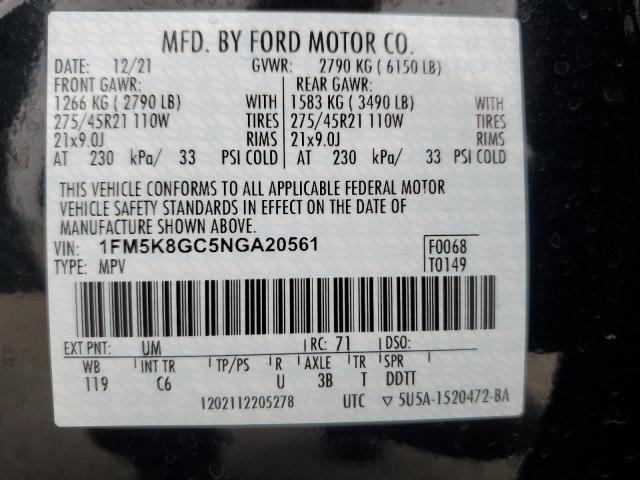 MFD. BY FORD MOTOR CO.
DATE: 12/21 GVWR: 2790 KG ( 6150 LB)
FRONT GAWR: REAR GAWR:
1266 KG ( 2790 LB) WITH 1583 KG ( 3490 LB) WITH
275/45R21 110W TIRES 275/45R21 110W TIRES
21x9.0J RIMS 21x9.0J RIMS
AT 230 kPa/ 33 PSI COLD AT 230 kPa/ 33 PSI COLD
THIS VEHICLE CONFORMS TO ALL APPLICABLE FEDERAL MOTOR
VEHICLE SAFETY STANDARDS IN EFFECT ON THE DATE OF
MANUFACTURE SHOWN ABOVE.
VIN: 1FM5K8GC5NGA20561 F0068
TYPE: MPV T0149
EXT PNT: UM RC: 71 DSO:
WB INT TR TP/PS R AXLE TR SPR
119 C6 U 3B T DDTT
1202112205278 UTC ▽ 5U5A-1520472-BA